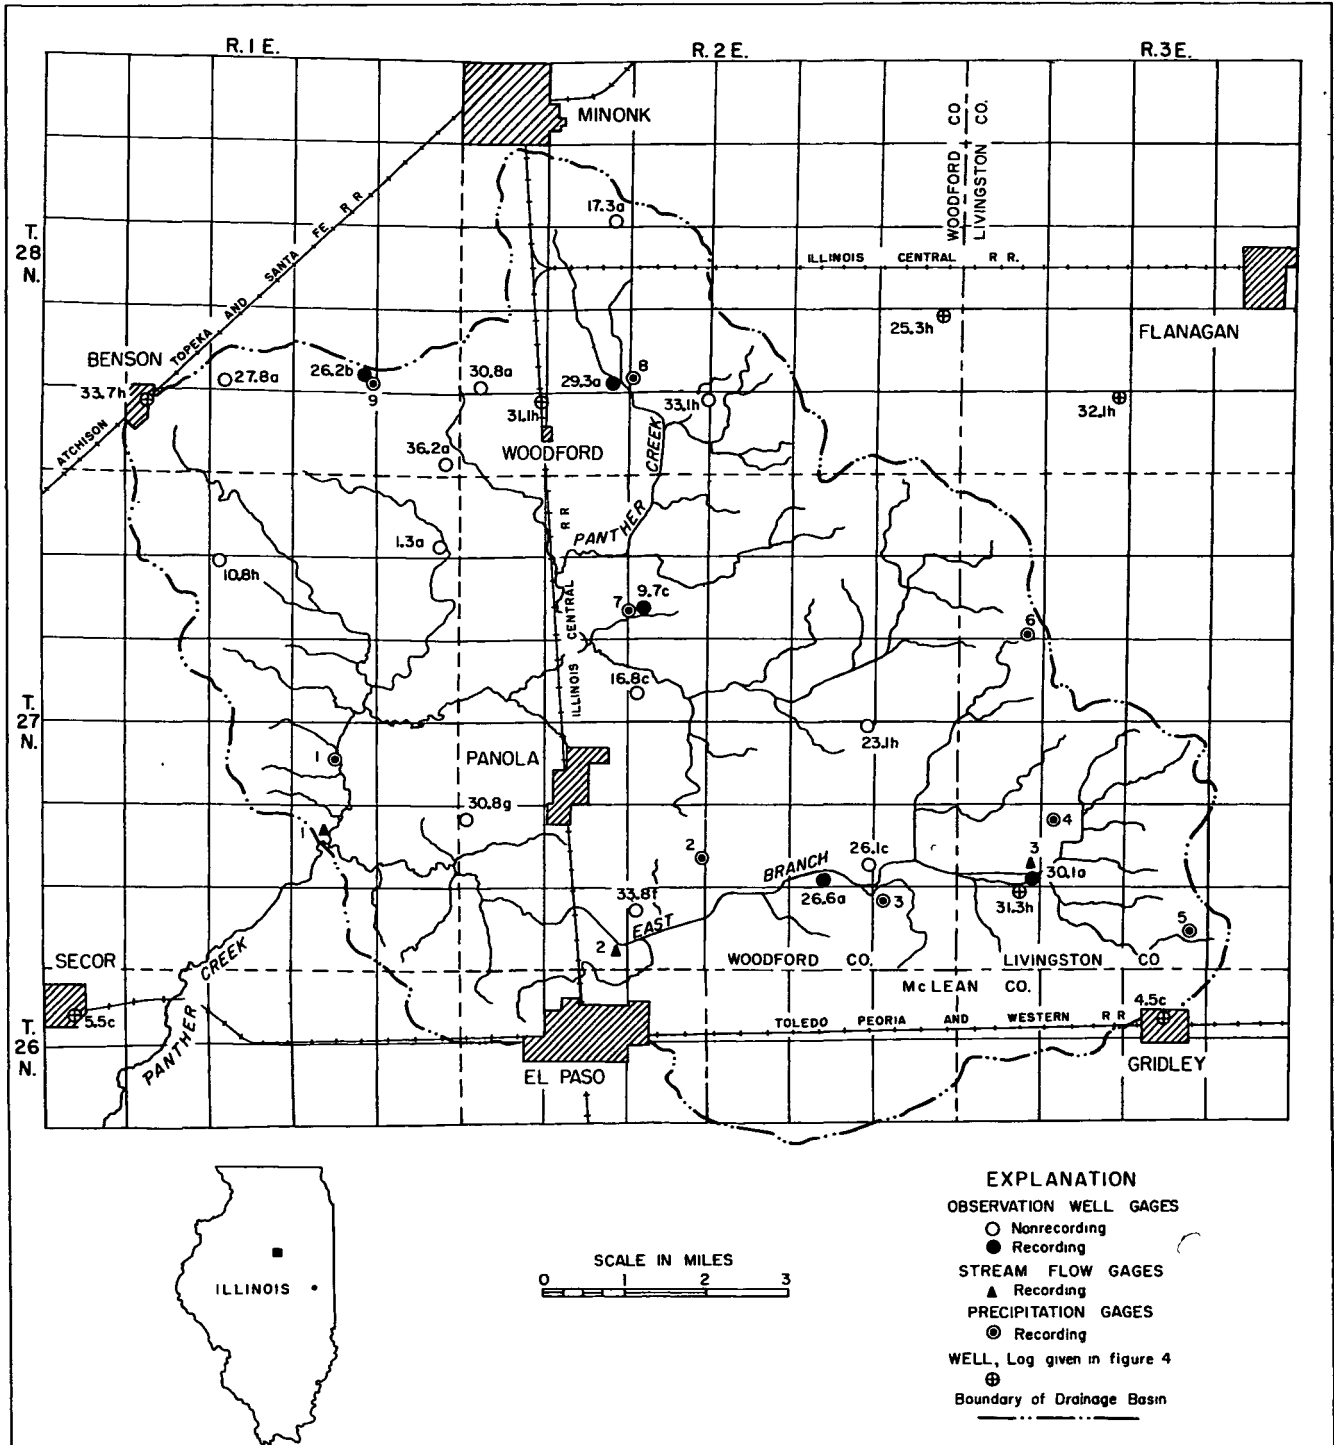 R. 1 E.
R. 2 E.
R. 3 E.
MINONK
WOODFORD CO
LIVINGSTON CO.
17.3a
T.
28
N.
ATCHISON TOPEKA AND SANTA FE R R
ILLINOIS CENTRAL R R.
25.3h
FLANAGAN
BENSON
33.7h
27.8a
26.2b
9
30.8a
29.3a
8
33.1h
31.1h
32.1h
WOODFORD
36.2a
PANTHER CREEK
1.3a
10.8h
ILLINOIS CENTRAL R R
7
9.7c
6
16.8c
T.
27
N.
23.1h
1
PANOLA
30.8g
4
1
2
26.1c
3
EAST BRANCH
26.6a
30.1a
33.8f
3
31.3h
5
2
SECOR
WOODFORD CO.
LIVINGSTON CO
McLEAN CO.
5.5c
4.5c
PANTHER CREEK
TOLEDO PEORIA AND WESTERN R R
T.
26
N.
EL PASO
GRIDLEY
EXPLANATION
OBSERVATION WELL GAGES
Nonrecording
Recording
STREAM FLOW GAGES
Recording
PRECIPITATION GAGES
Recording
WELL, Log given in figure 4
Boundary of Drainage Basin
SCALE IN MILES
0 1 2 3
ILLINOIS